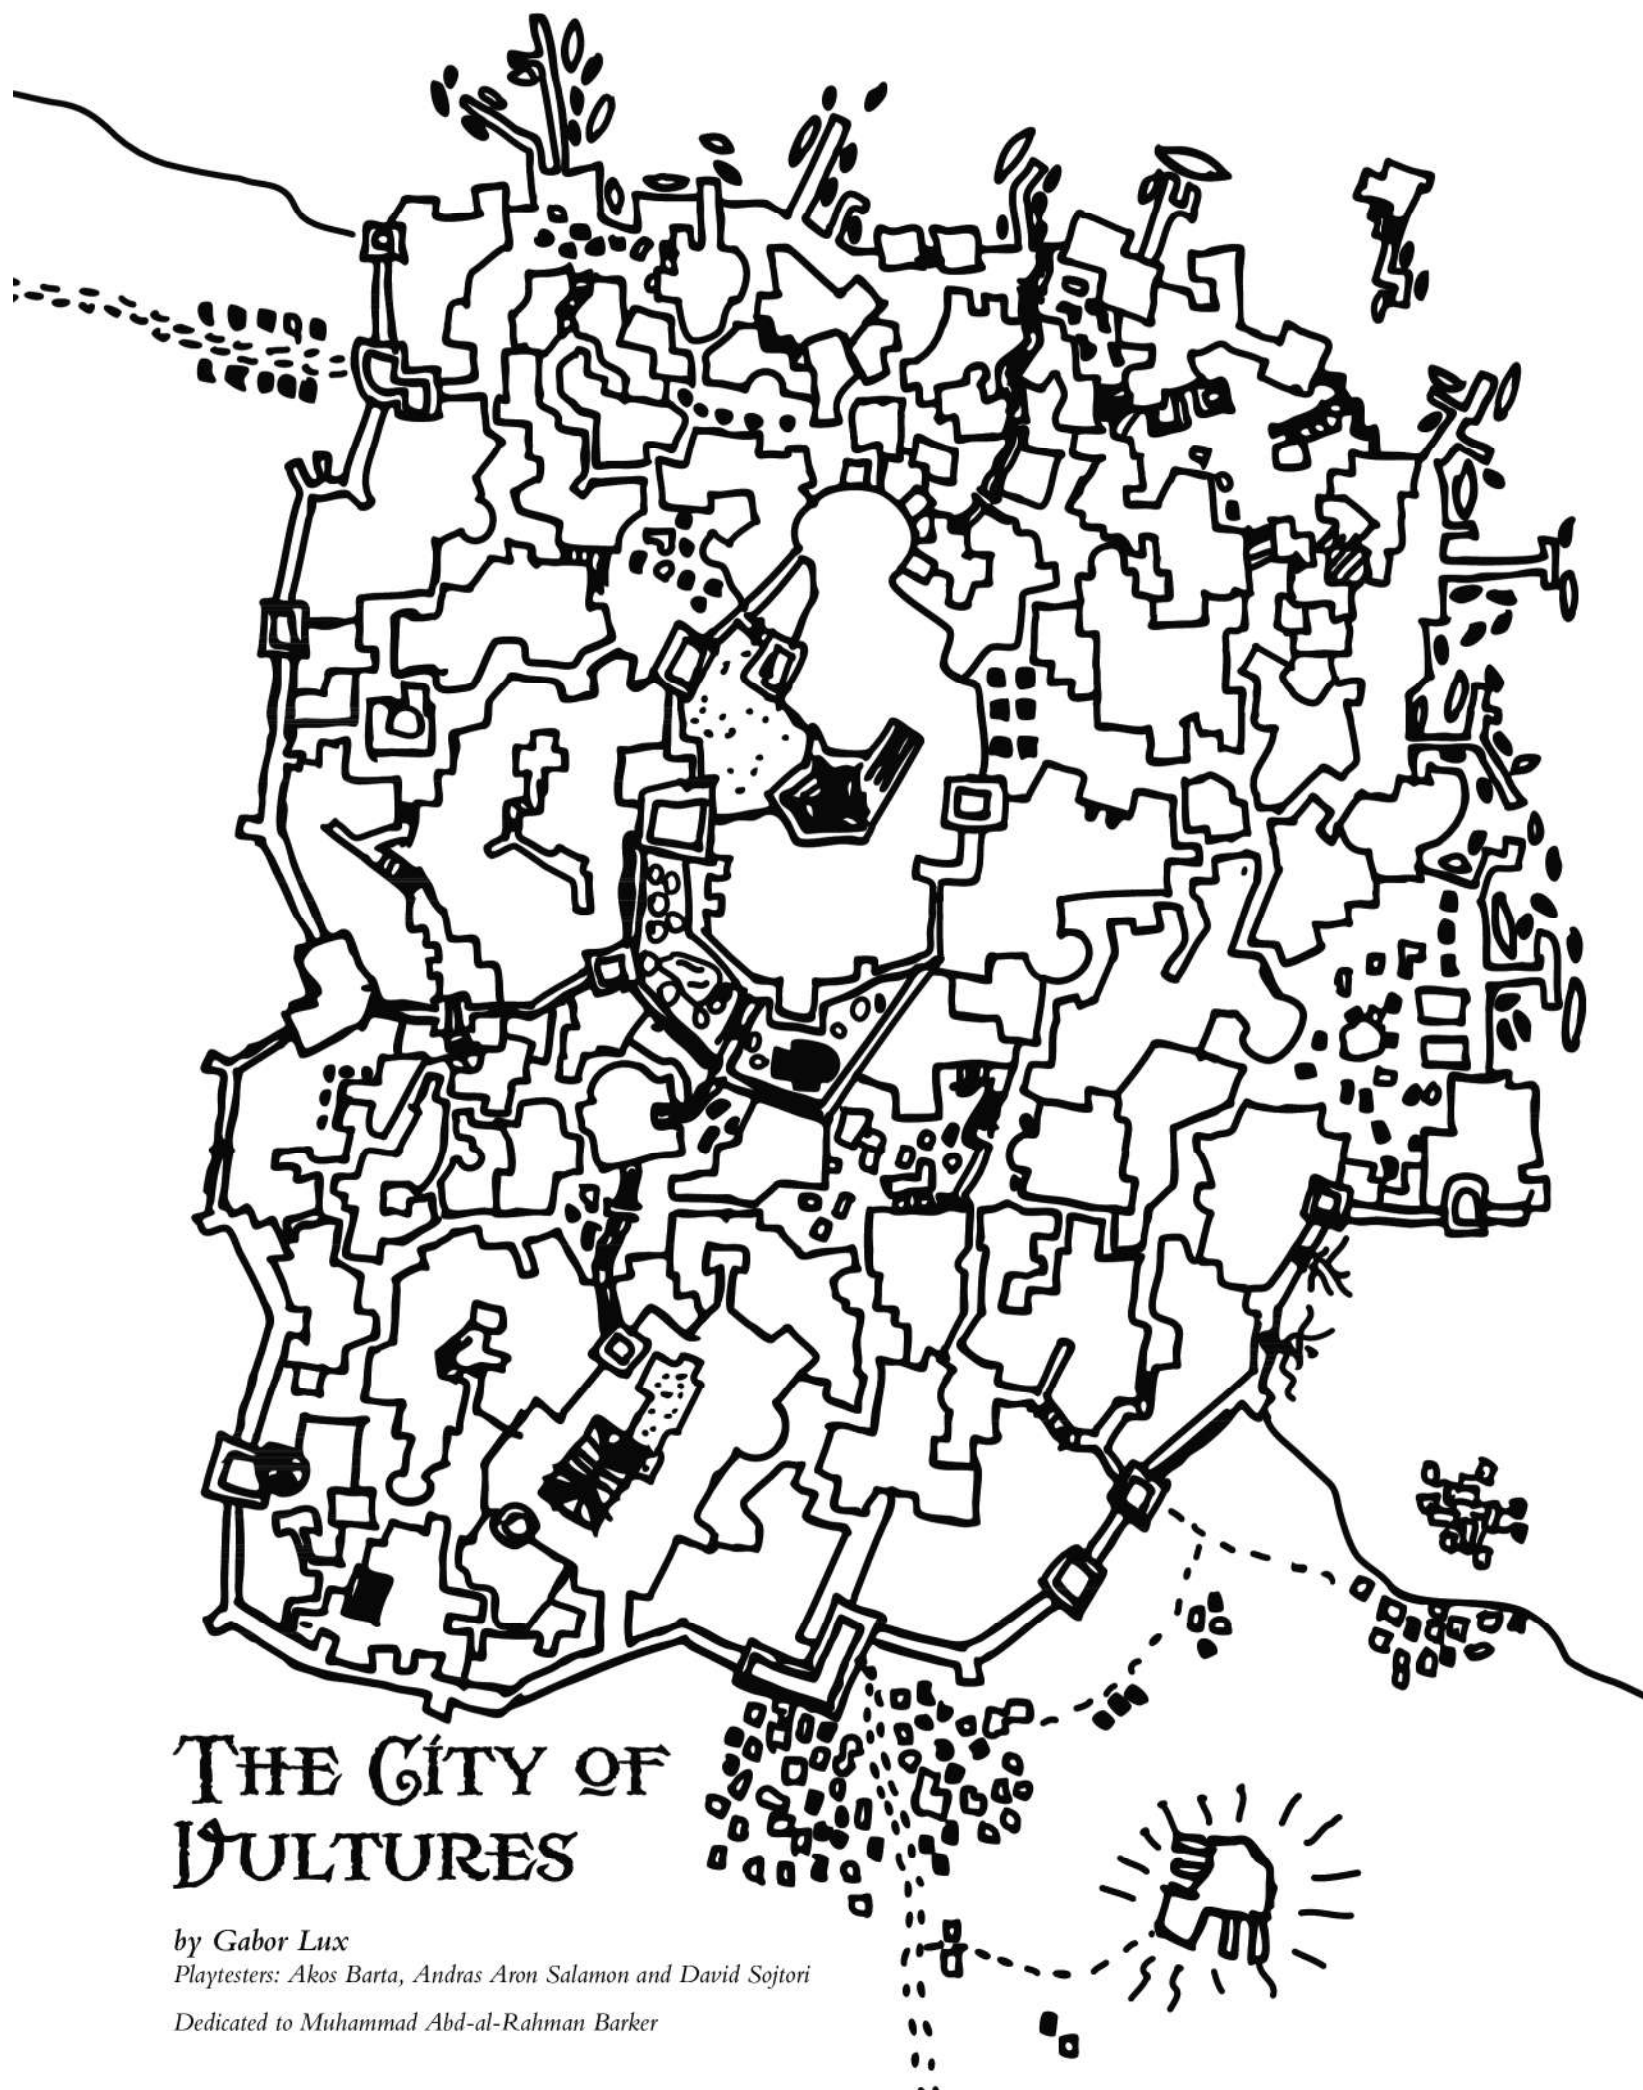 THE CITY OF
VULTURES
by Gabor Lux
Playtesters: Akos Barta, Andras Aron Salamon and David Sojtori
Dedicated to Muhammad Abd-al-Rahman Barker